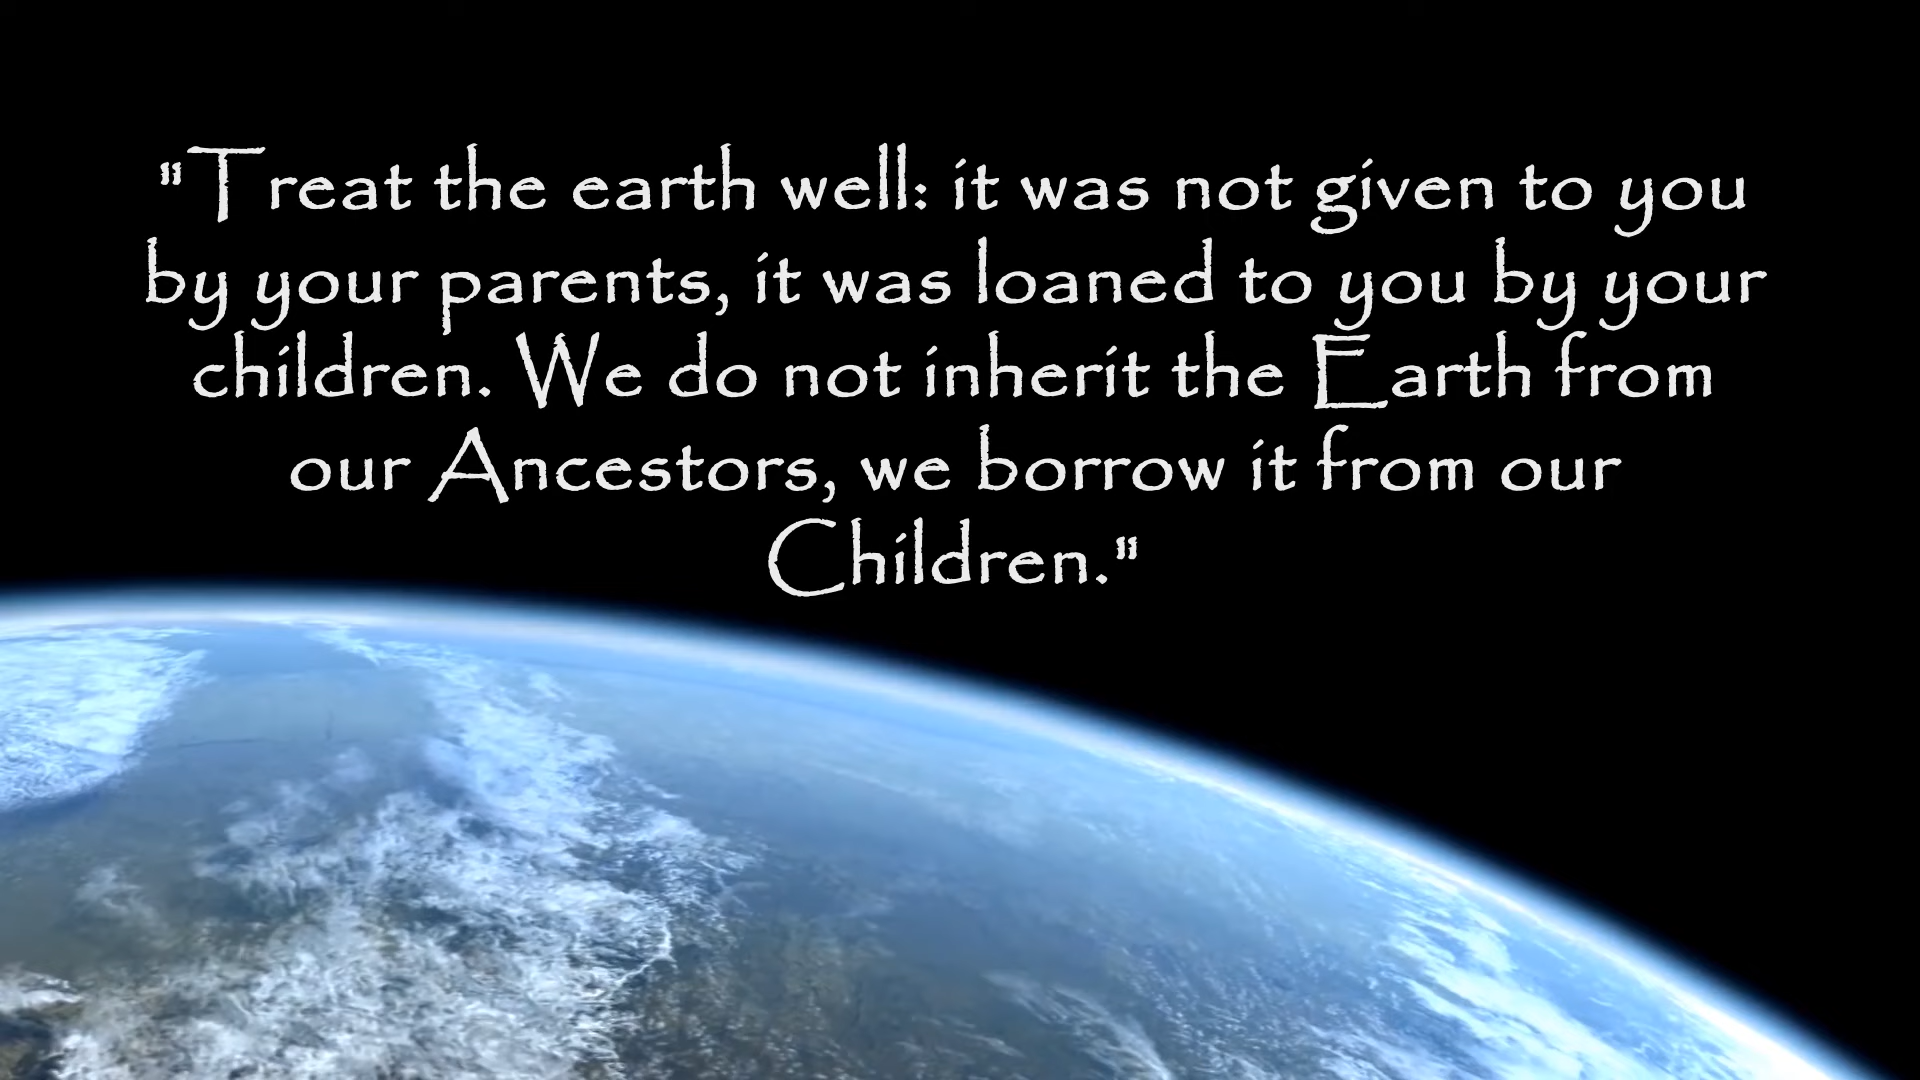 "Treat the earth well: it was not given to you
by your parents, it was loaned to you by your
children. We do not inherit the Earth from
our Ancestors, we borrow it from our
Children."